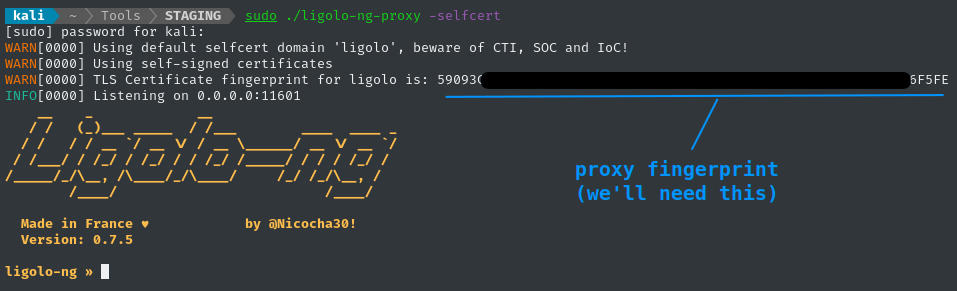 kali ~ Tools STAGING sudo ./ligolo-ng-proxy -selfcert
[sudo] password for kali:
WARN[0000] Using default selfcert domain 'ligolo', beware of CTI, SOC and IoC!
WARN[0000] Using self-signed certificates
WARN[0000] TLS Certificate fingerprint for ligolo is: 59093C 6F5FE
INFO[0000] Listening on 0.0.0.0:11601
Ligolo-ng
proxy fingerprint
(we'll need this)
Made in France ♥ by @Nicocha30!
Version: 0.7.5
ligolo-ng »